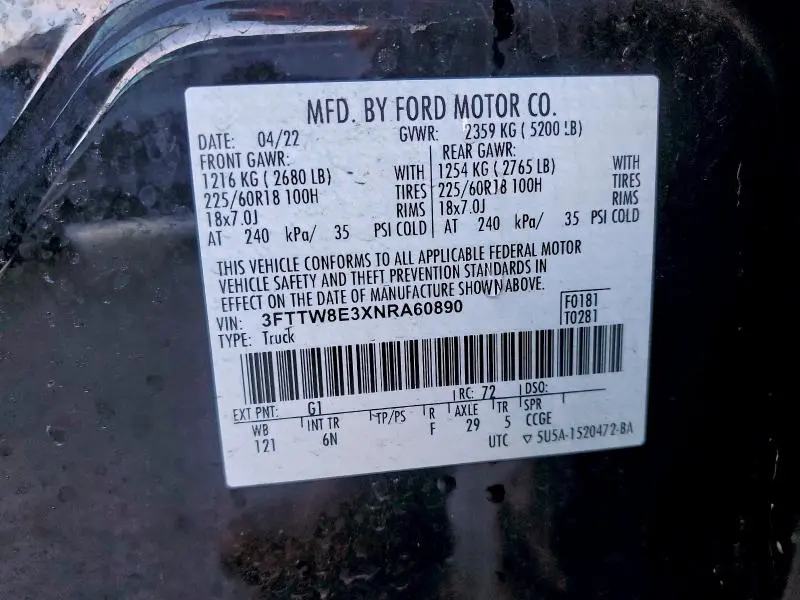 MFD. BY FORD MOTOR CO.
DATE: 04/22 GVWR: 2359 KG ( 5200 LB)
FRONT GAWR: REAR GAWR:
1216 KG ( 2680 LB) WITH 1254 KG ( 2765 LB) WITH
225/60R18 100H TIRES 225/60R18 100H TIRES
18x7.0J RIMS 18x7.0J RIMS
AT 240 kPa/ 35 PSI COLD AT 240 kPa/ 35 PSI COLD
THIS VEHICLE CONFORMS TO ALL APPLICABLE FEDERAL MOTOR
VEHICLE SAFETY AND THEFT PREVENTION STANDARDS IN
EFFECT ON THE DATE OF MANUFACTURE SHOWN ABOVE.
VIN: 3FTTW8E3XNRA60890 F0181
TYPE: Truck T0281
EXT PNT: G1 RC: 72 DSO:
WB INT TR TP/PS R AXLE TR SPR
121 6N F 29 5 CCGE
UTC ▽ 5U5A-1520472-BA